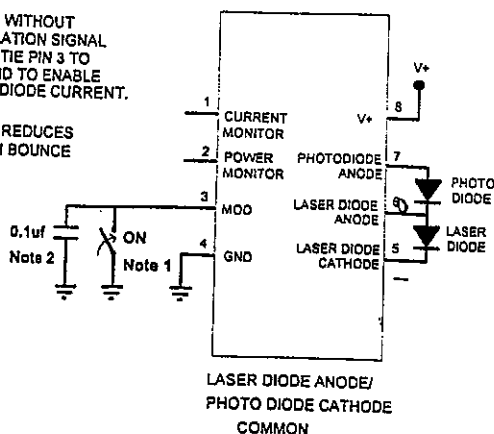 WITHOUT
ATION SIGNAL
TIE PIN 3 TO
D TO ENABLE
DIODE CURRENT.
REDUCES
BOUNCE
V+
1
8
CURRENT
MONITOR
V+
2
7
POWER
MONITOR
PHOTODIODE
ANODE
PHOTO
DIODE
3
6
MOD
LASER DIODE
ANODE
0.1uf
ON
LASER
DIODE
4
5
Note 2
Note 1
GND
LASER DIODE
CATHODE
LASER DIODE ANODE/
PHOTO DIODE CATHODE
COMMON